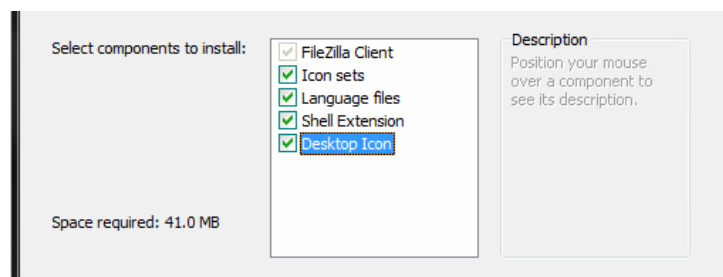 Select components to install:
FileZilla Client
Icon sets
Language files
Shell Extension
Desktop Icon
Description
Position your mouse
over a component to
see its description.
Space required: 41.0 MB